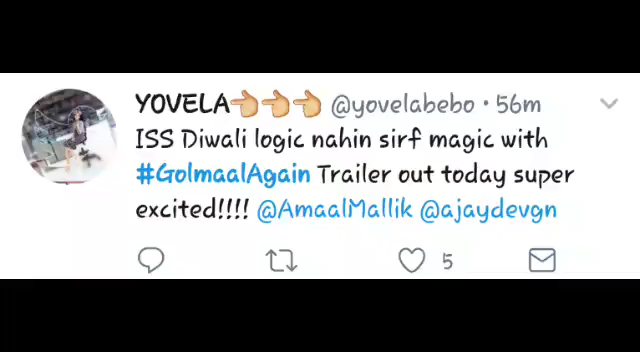 YOVELA👈👈👈 @yovelabebo · 56m
ISS Diwali logic nahin sirf magic with
#GolmaalAgain Trailer out today super
excited!!!! @AmaalMallik @ajaydevgn
5